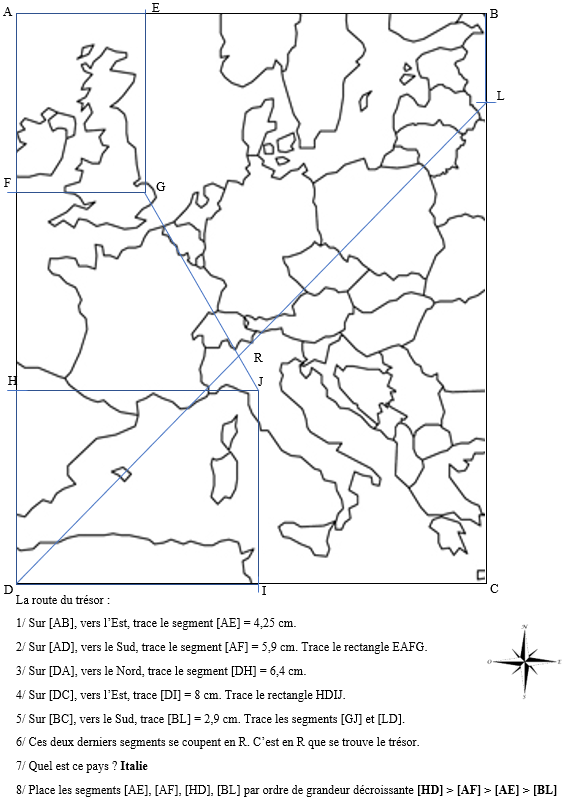 A E B
L
F G
R
H J
D I C
La route du trésor :
1/ Sur [AB], vers l’Est, trace le segment [AE] = 4,25 cm.
2/ Sur [AD], vers le Sud, trace le segment [AF] = 5,9 cm. Trace le rectangle EAFG.
3/ Sur [DA], vers le Nord, trace le segment [DH] = 6,4 cm.
4/ Sur [DC], vers l’Est, trace [DI] = 8 cm. Trace le rectangle HDIJ.
5/ Sur [BC], vers le Sud, trace [BL] = 2,9 cm. Trace les segments [GJ] et [LD].
6/ Ces deux derniers segments se coupent en R. C’est en R que se trouve le trésor.
7/ Quel est ce pays ? Italie
8/ Place les segments [AE], [AF], [HD], [BL] par ordre de grandeur décroissante [HD] > [AF] > [AE] > [BL]
N
O E
S